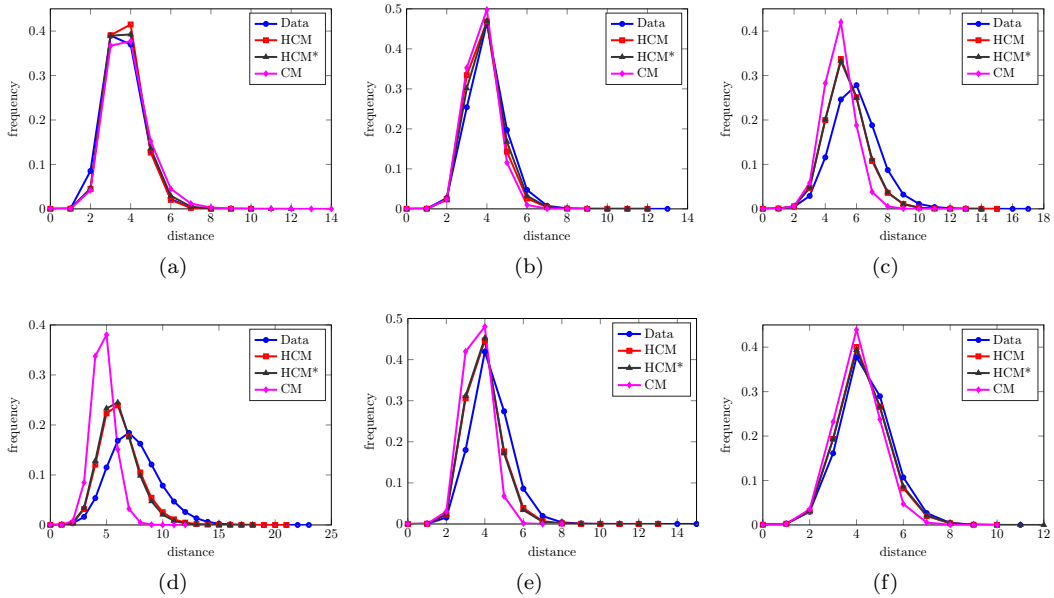 0.4
0.3
0.2
0.1
0
frequency
0 2 4 6 8 10 12 14
distance
Data
HCM
HCM*
CM
(a)
0.5
0.4
0.3
0.2
0.1
0
frequency
0 2 4 6 8 10 12 14
distance
Data
HCM
HCM*
CM
(b)
0.4
0.3
0.2
0.1
0
frequency
0 2 4 6 8 10 12 14 16 18
distance
Data
HCM
HCM*
CM
(c)
0.4
0.3
0.2
0.1
0
frequency
0 5 10 15 20 25
distance
Data
HCM
HCM*
CM
(d)
0.5
0.4
0.3
0.2
0.1
0
frequency
0 2 4 6 8 10 12 14
distance
Data
HCM
HCM*
CM
(e)
0.4
0.3
0.2
0.1
0
frequency
0 2 4 6 8 10 12
distance
Data
HCM
HCM*
CM
(f)